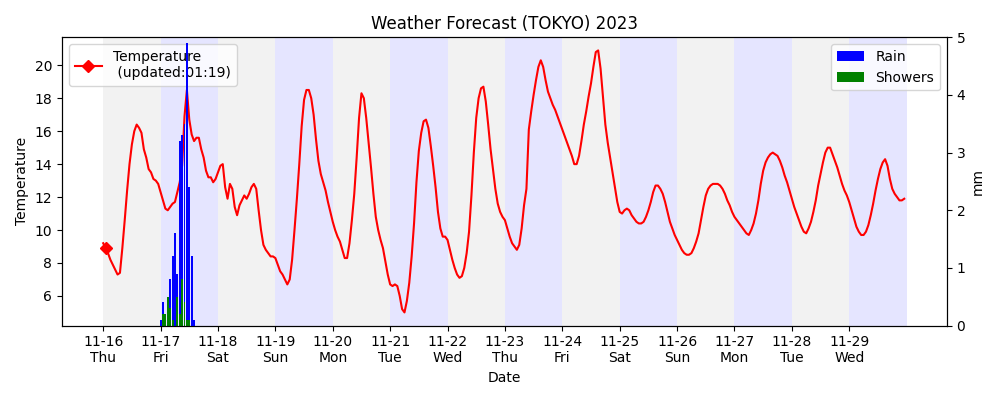 Weather Forecast (TOKYO) 2023
Temperature
(updated:01:19)
Rain
Showers
Temperature
20
18
16
14
12
10
8
6
5
4
3
2
1
0
mm
11-16 11-17 11-18 11-19 11-20 11-21 11-22 11-23 11-24 11-25 11-26 11-27 11-28 11-29
Thu Fri Sat Sun Mon Tue Wed Thu Fri Sat Sun Mon Tue Wed
Date